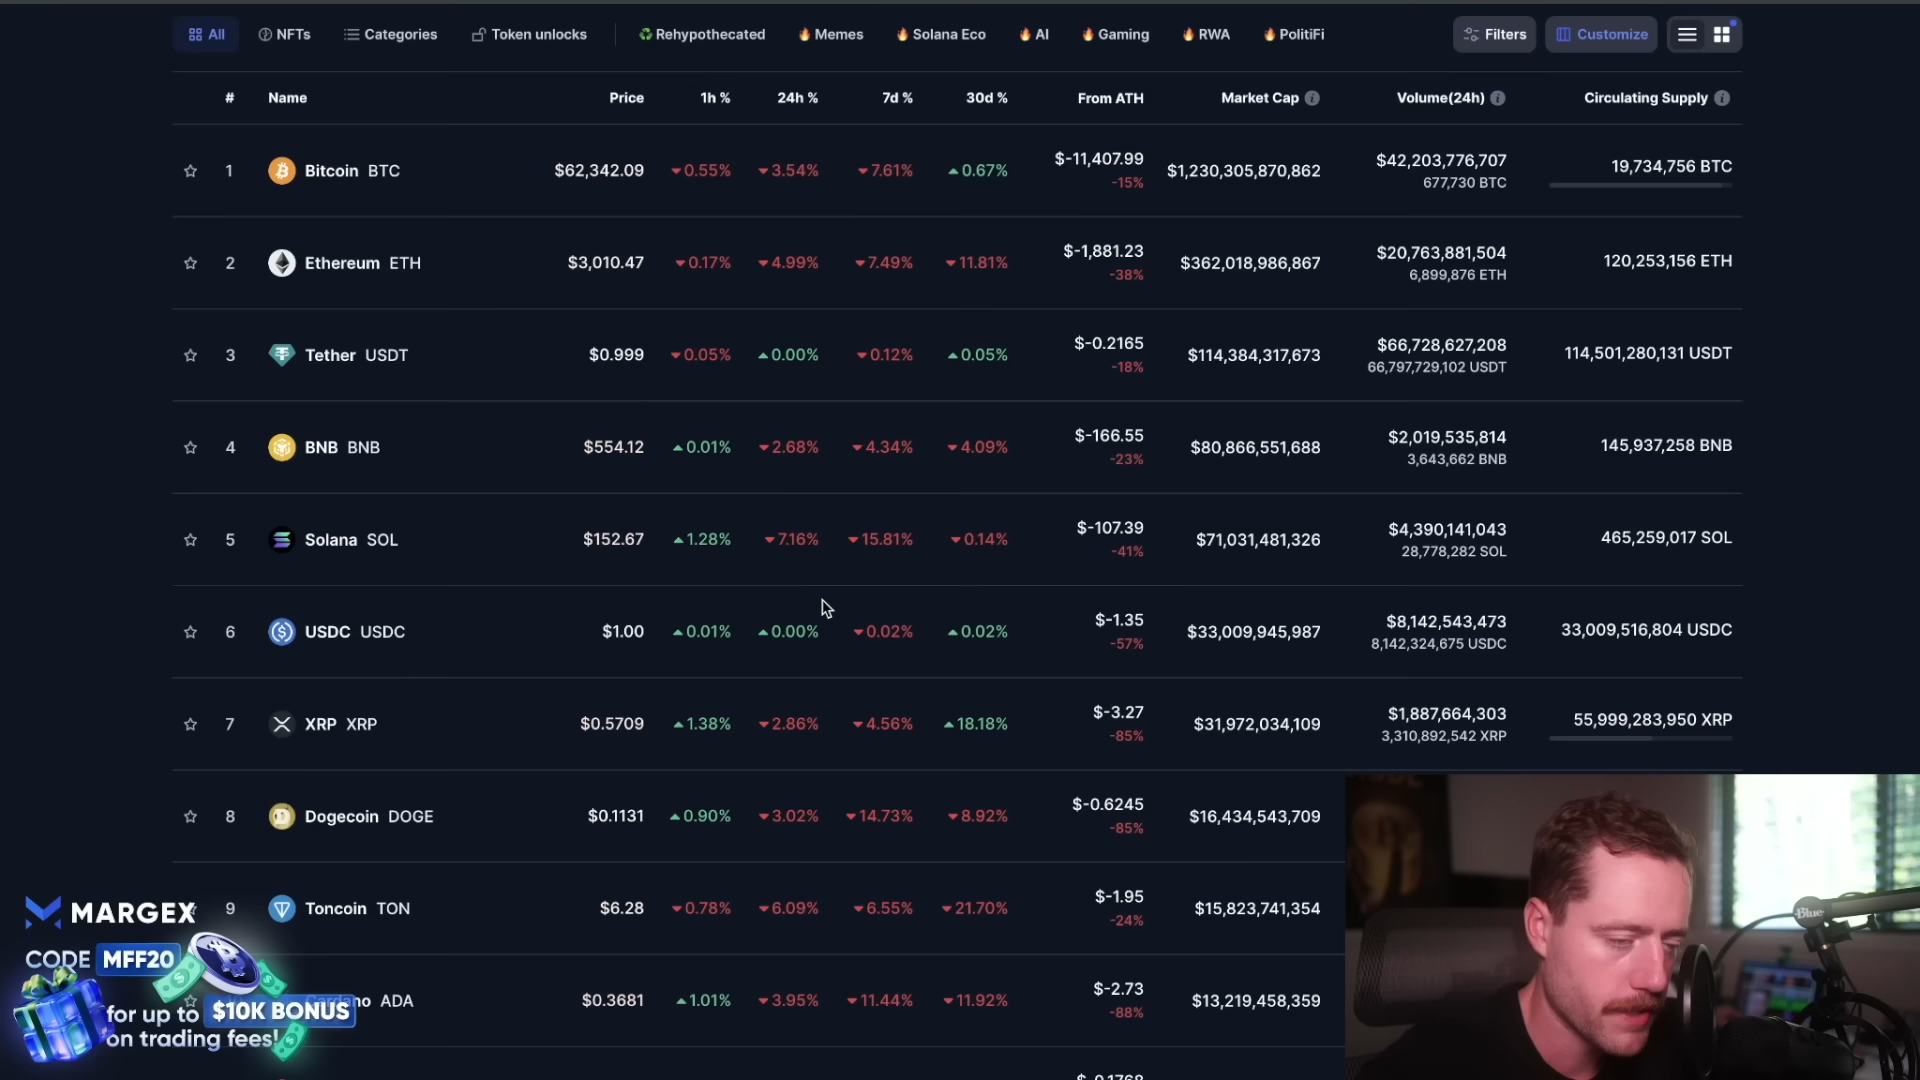 All NFTs Categories Token unlocks Rehypothecated Memes Solana Eco AI Gaming RWA PolitiFi Filters Customize
# Name Price 1h % 24h % 7d % 30d % From ATH Market Cap Volume(24h) Circulating Supply
1 Bitcoin BTC $62,342.09 0.55% 3.54% 7.61% 0.67% $-11,407.99 $1,230,305,870,862 $42,203,776,707 19,734,756 BTC
-15% 677,730 BTC
2 Ethereum ETH $3,010.47 0.17% 4.99% 7.49% 11.81% $-1,881.23 $362,018,986,867 $20,763,881,504 120,253,156 ETH
-38% 6,899,876 ETH
3 Tether USDT $0.999 0.05% 0.00% 0.12% 0.05% $-0.2165 $114,384,317,673 $66,728,627,208 114,501,280,131 USDT
-18% 66,797,729,102 USDT
4 BNB BNB $554.12 0.01% 2.68% 4.34% 4.09% $-166.55 $80,866,551,688 $2,019,535,814 145,937,258 BNB
-23% 3,643,662 BNB
5 Solana SOL $152.67 1.28% 7.16% 15.81% 0.14% $-107.39 $71,031,481,326 $4,390,141,043 465,259,017 SOL
-41% 28,778,282 SOL
6 USDC USDC $1.00 0.01% 0.00% 0.02% 0.02% $-1.35 $33,009,945,987 $8,142,543,473 33,009,516,804 USDC
-57% 8,142,324,675 USDC
7 XRP XRP $0.5709 1.38% 2.86% 4.56% 18.18% $-3.27 $31,972,034,109 $1,887,664,303 55,999,283,950 XRP
-85% 3,310,892,542 XRP
8 Dogecoin DOGE $0.1131 0.90% 3.02% 14.73% 8.92% $-0.6245 $16,434,543,709
-85%
9 Toncoin TON $6.28 0.78% 6.09% 6.55% 21.70% $-1.95 $15,823,741,354
-24%
ADA $0.3681 1.01% 3.95% 11.44% 11.92% $-2.73 $13,219,458,359
-88%
MARGEX
CODE MFF20
for up to $10K BONUS
on trading fees!
Blue